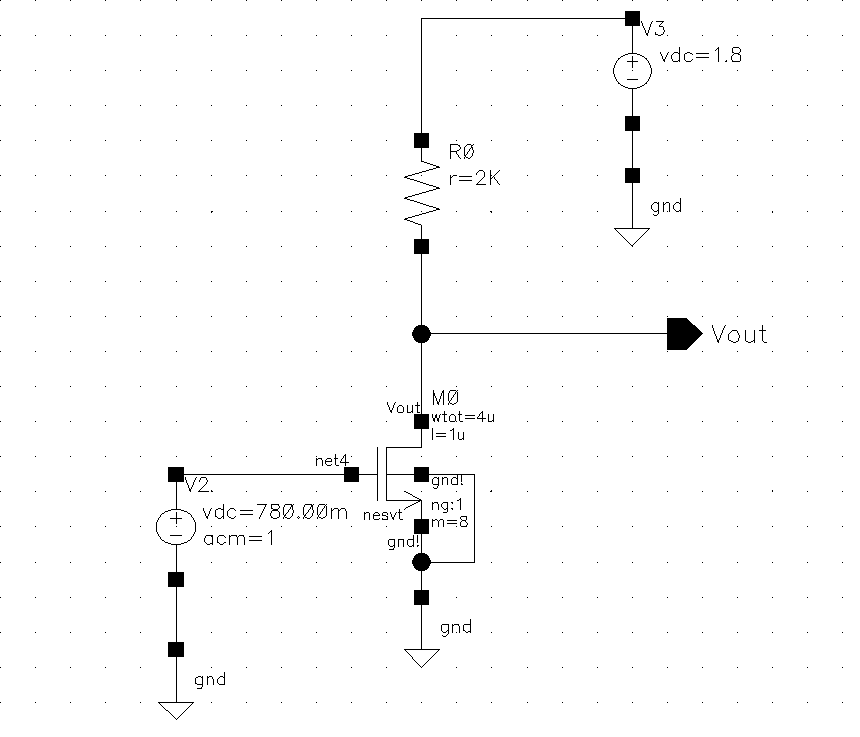 V3
vdc=1.8
gnd
R0
r=2K
Vout
Vout
M0
wtot=4u
l=1u
net4
gnd!
nesvt
ng:1
m=8
gnd!
gnd
V2
vdc=780.00m
acm=1
gnd